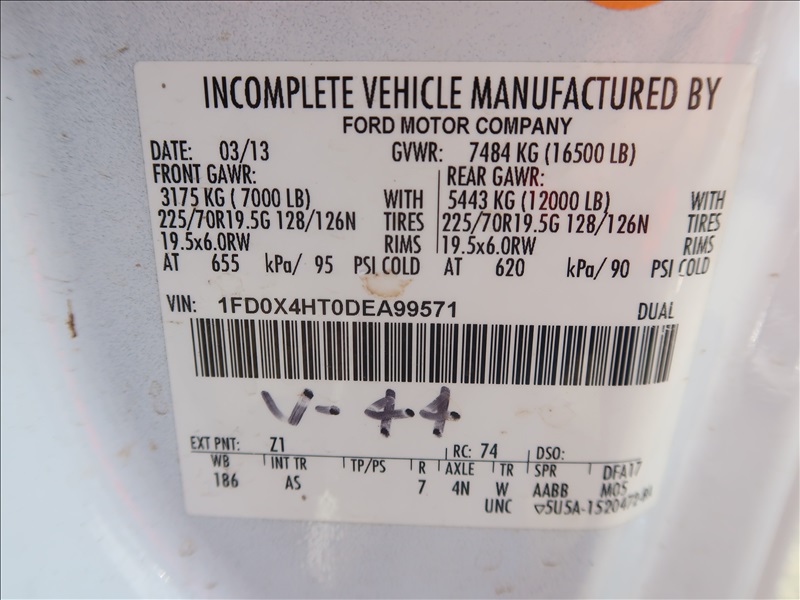 INCOMPLETE VEHICLE MANUFACTURED BY
FORD MOTOR COMPANY
DATE: 03/13 GVWR: 7484 KG (16500 LB)
FRONT GAWR: REAR GAWR:
3175 KG ( 7000 LB) WITH 5443 KG (12000 LB) WITH
225/70R19.5G 128/126N TIRES 225/70R19.5G 128/126N TIRES
19.5x6.0RW RIMS 19.5x6.0RW RIMS
AT 655 kPa/ 95 PSI COLD AT 620 kPa/ 90 PSI COLD
VIN: 1FD0X4HT0DEA99571 DUAL
V-44
EXT PNT: Z1 RC: 74 DSO:
WB INT TR TP/PS R AXLE TR SPR DFA17
186 AS 7 4N W AABB M05
UNC